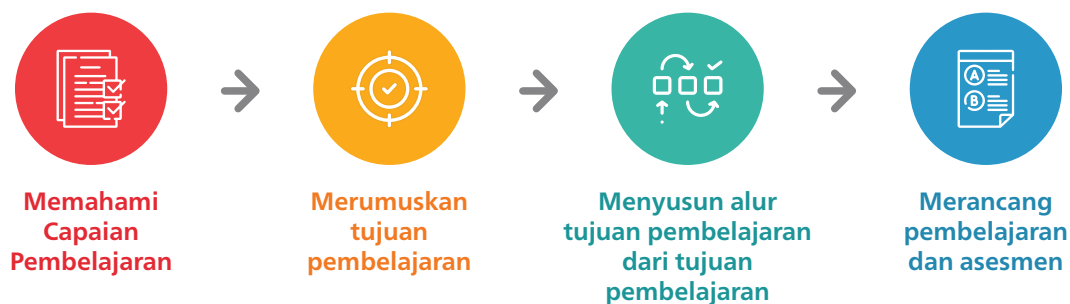 Memahami
Capaian
Pembelajaran
Merumuskan
tujuan
pembelajaran
Menyusun alur
tujuan pembelajaran
dari tujuan
pembelajaran
A
B
Merancang
pembelajaran
dan asesmen